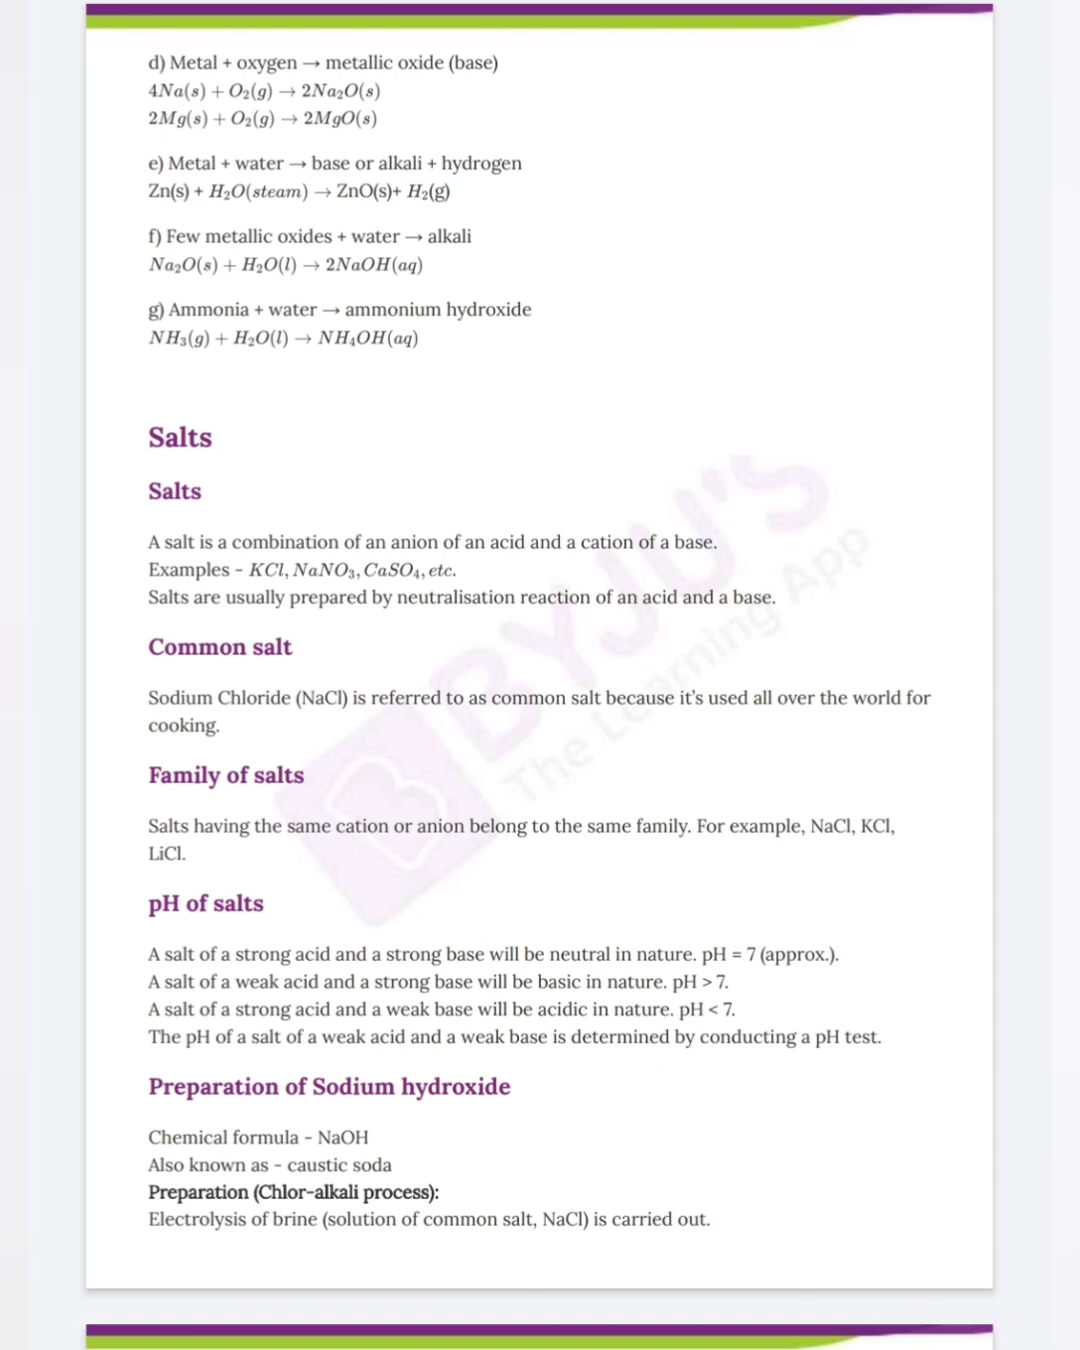 d) Metal + oxygen → metallic oxide (base)
4Na(s) + O₂(g) → 2Na₂O(s)
2Mg(s) + O₂(g) → 2MgO(s)
e) Metal + water → base or alkali + hydrogen
Zn(s) + H₂O(steam) → ZnO(s)+ H₂(g)
f) Few metallic oxides + water → alkali
Na₂O(s) + H₂O(l) → 2NaOH(aq)
g) Ammonia + water → ammonium hydroxide
NH₃(g) + H₂O(l) → NH₄OH(aq)
Salts
Salts
A salt is a combination of an anion of an acid and a cation of a base.
Examples - KCl, NaNO₃, CaSO₄, etc.
Salts are usually prepared by neutralisation reaction of an acid and a base.
Common salt
Sodium Chloride (NaCl) is referred to as common salt because it's used all over the world for
cooking.
Family of salts
Salts having the same cation or anion belong to the same family. For example, NaCl, KCl,
LiCl.
pH of salts
A salt of a strong acid and a strong base will be neutral in nature. pH = 7 (approx.).
A salt of a weak acid and a strong base will be basic in nature. pH > 7.
A salt of a strong acid and a weak base will be acidic in nature. pH < 7.
The pH of a salt of a weak acid and a weak base is determined by conducting a pH test.
Preparation of Sodium hydroxide
Chemical formula - NaOH
Also known as - caustic soda
Preparation (Chlor-alkali process):
Electrolysis of brine (solution of common salt, NaCl) is carried out.
BYJU'S
The Learning App